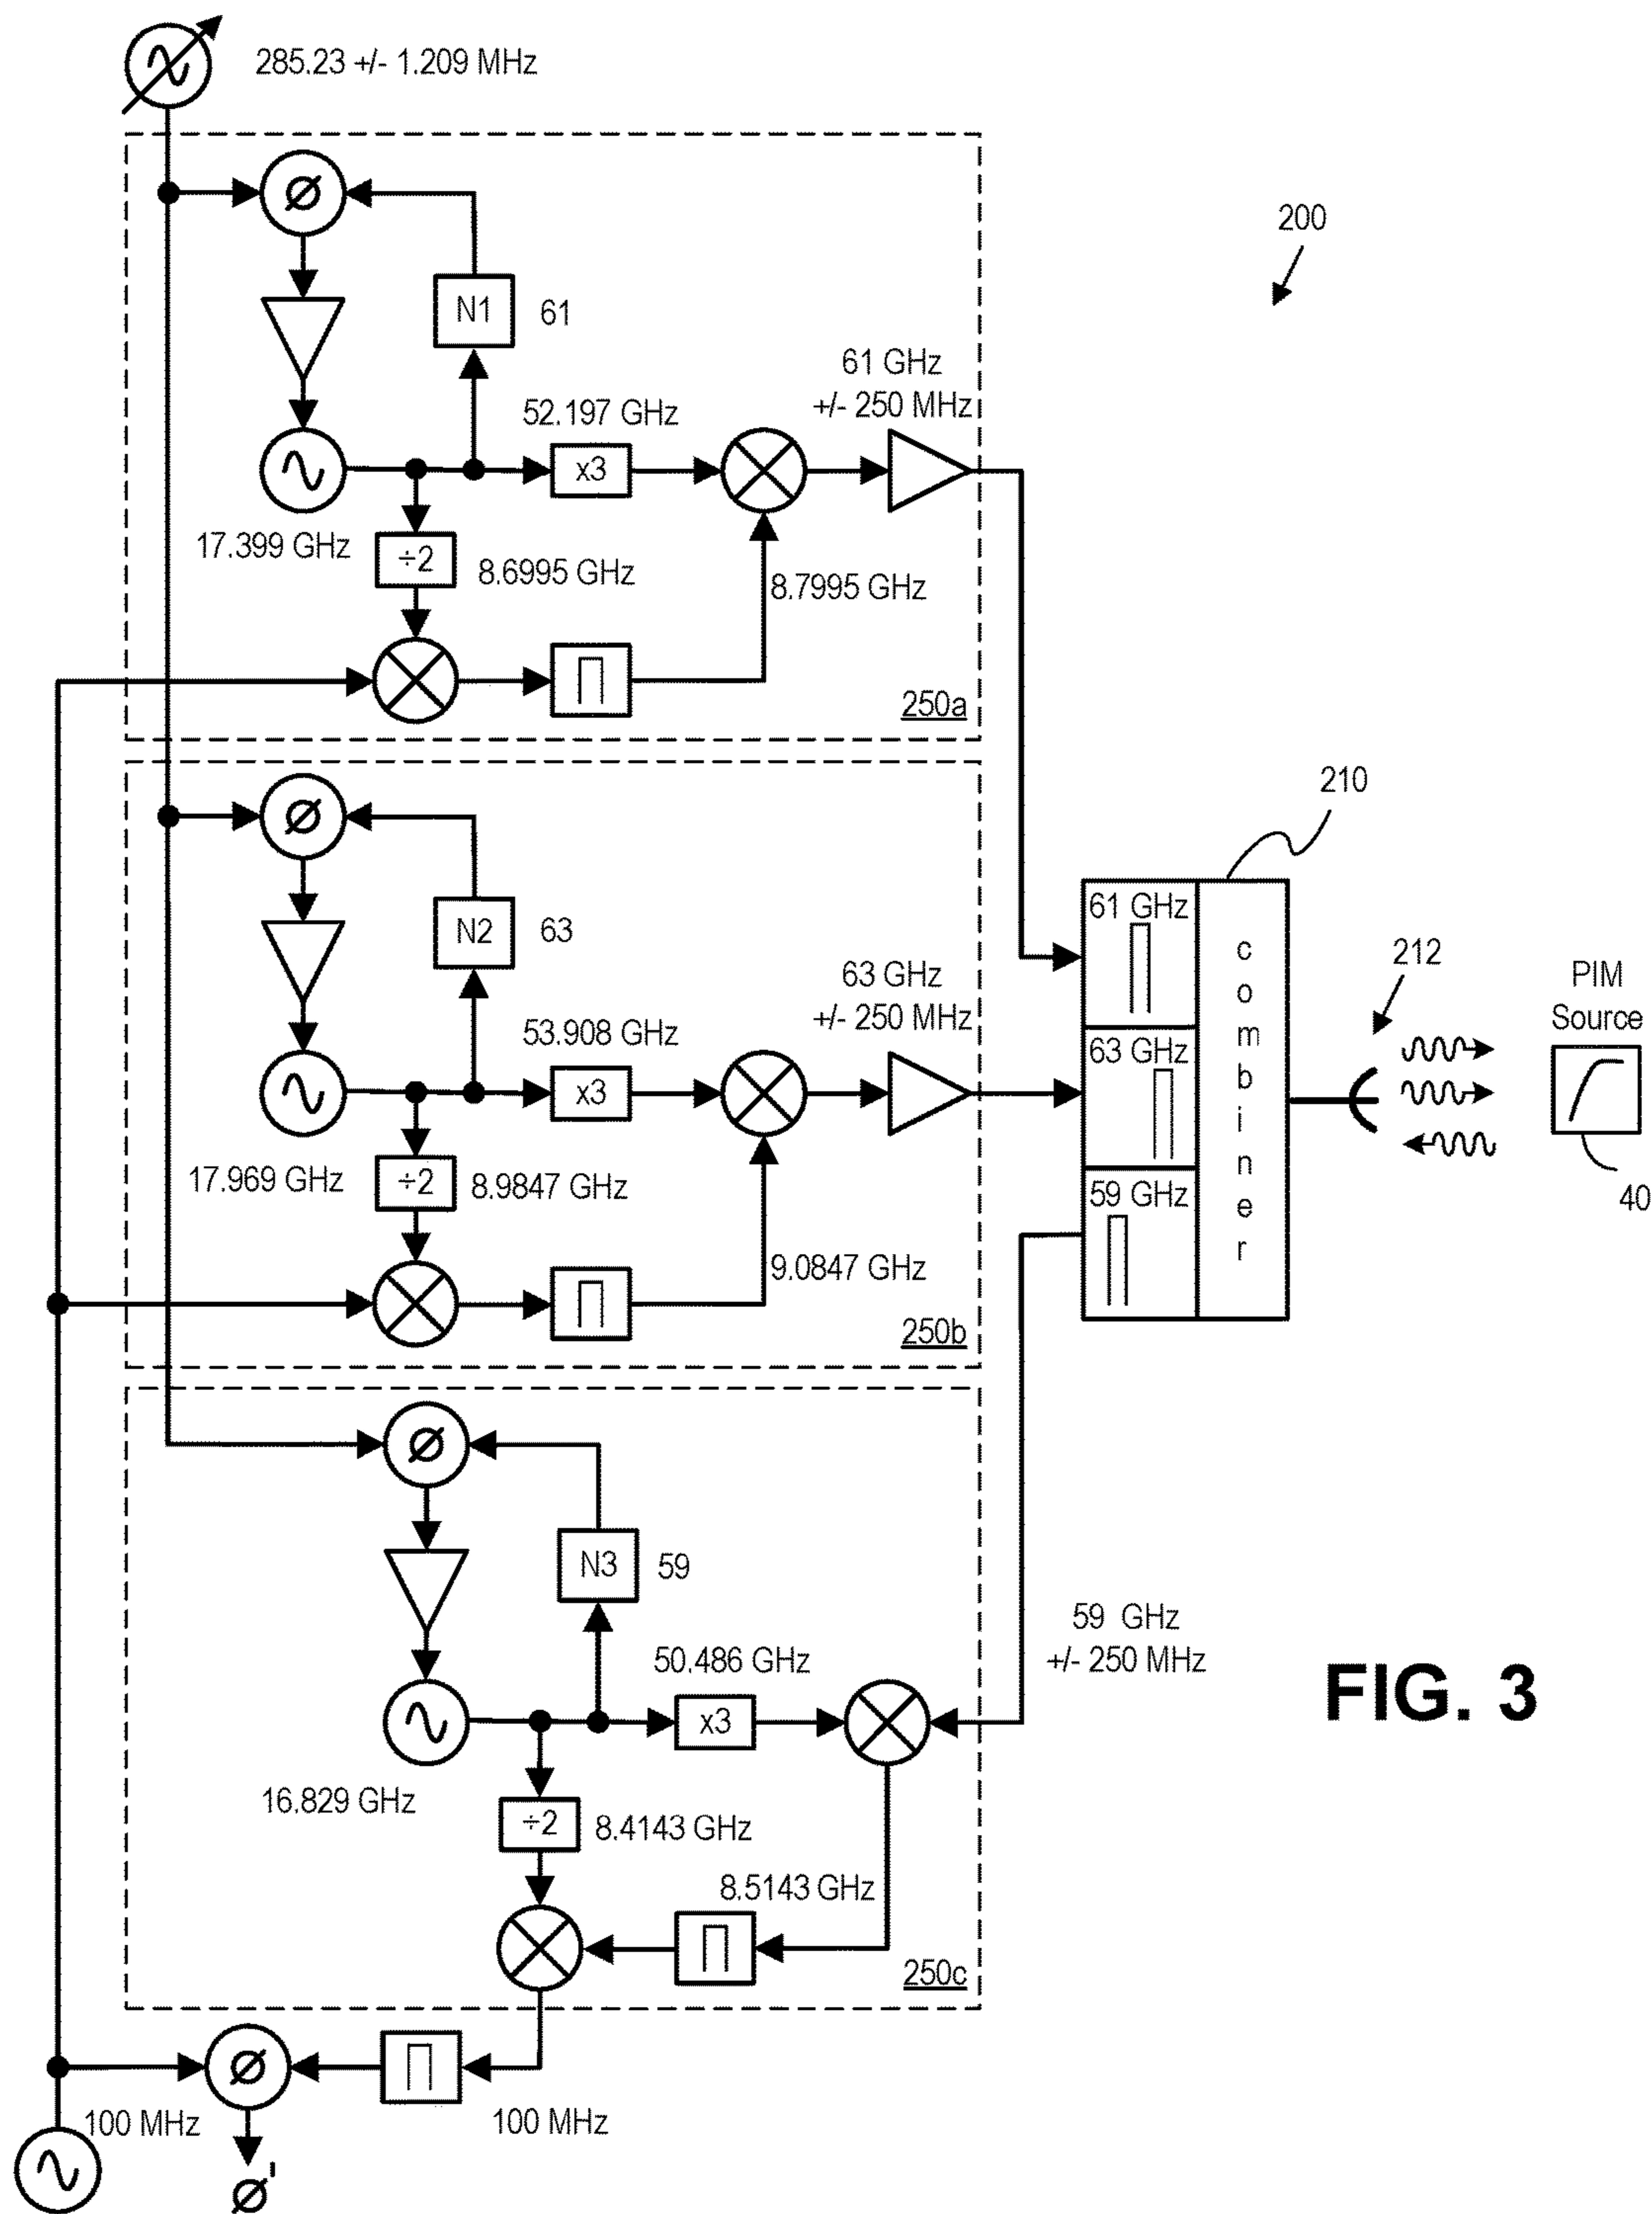 285.23 +/- 1.209 MHz
Ø
200
N1
61
61 GHz
+/- 250 MHz
52.197 GHz
x3
17.399 GHz
÷2
8.6995 GHz
8.7995 GHz
250a
Ø
210
N2
63
61 GHz
combiner
212
PIM
Source
63 GHz
+/- 250 MHz
53.908 GHz
63 GHz
x3
17.969 GHz
÷2
8.9847 GHz
59 GHz
40
9.0847 GHz
250b
Ø
N3
59
59 GHz
+/- 250 MHz
50.486 GHz
x3
FIG. 3
16.829 GHz
÷2
8.4143 GHz
8.5143 GHz
250c
Ø
100 MHz
100 MHz
Ø'